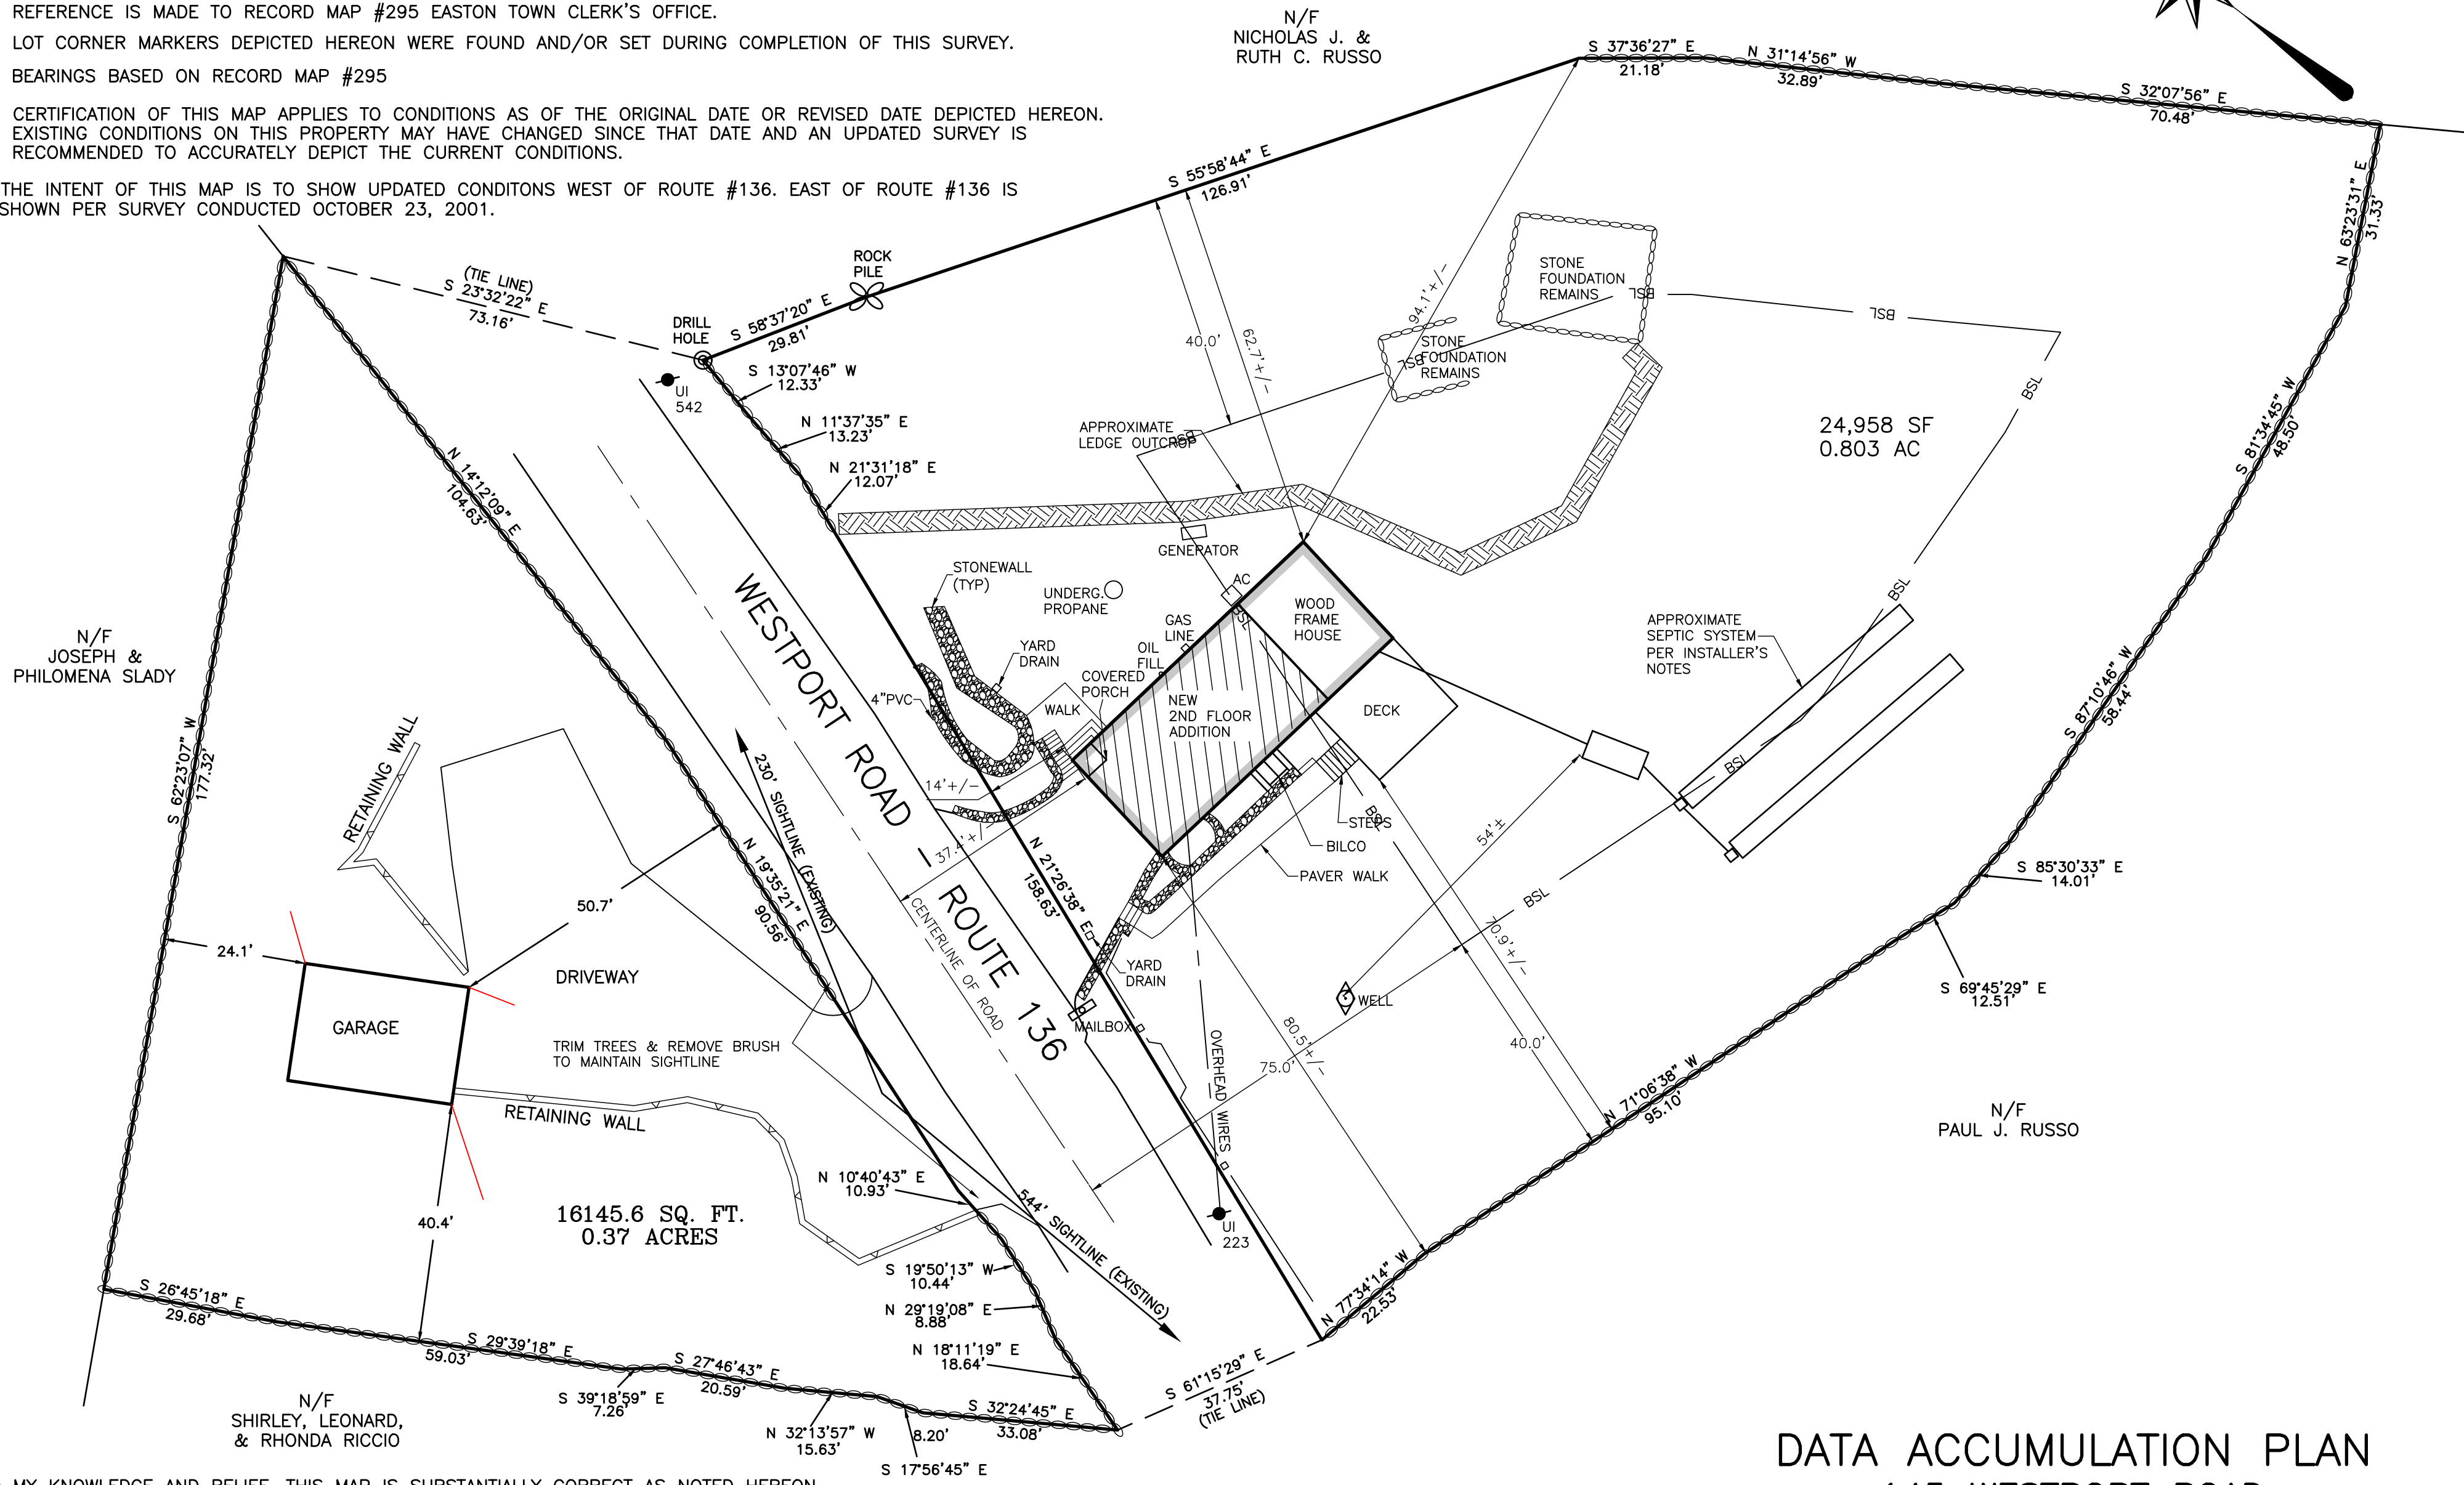 REFERENCE IS MADE TO RECORD MAP #295 EASTON TOWN CLERK'S OFFICE.
LOT CORNER MARKERS DEPICTED HEREON WERE FOUND AND/OR SET DURING COMPLETION OF THIS SURVEY.
BEARINGS BASED ON RECORD MAP #295
CERTIFICATION OF THIS MAP APPLIES TO CONDITIONS AS OF THE ORIGINAL DATE OR REVISED DATE DEPICTED HEREON.
EXISTING CONDITIONS ON THIS PROPERTY MAY HAVE CHANGED SINCE THAT DATE AND AN UPDATED SURVEY IS
RECOMMENDED TO ACCURATELY DEPICT THE CURRENT CONDITIONS.
THE INTENT OF THIS MAP IS TO SHOW UPDATED CONDITONS WEST OF ROUTE #136. EAST OF ROUTE #136 IS
SHOWN PER SURVEY CONDUCTED OCTOBER 23, 2001.
N/F
NICHOLAS J. &
RUTH C. RUSSO
S 37°36'27" E
21.18'
N 31°14'56" W
32.89'
S 32°07'56" E
70.48'
N 63°23'31" E
31.33'
S 55°58'44" E
126.91'
ROCK
PILE
(TIE LINE)
S 23°32'22" E
73.16'
DRILL
HOLE
S 58°37'20" E
29.81'
S 13°07'46" W
12.33'
UI
542
N 11°37'35" E
13.23'
N 21°31'18" E
12.07'
40.0'
62.7'+/-
94.1'+/-
STONE
FOUNDATION
REMAINS
BSL
BSL
STONE
FOUNDATION
REMAINS
BSL
BSL
APPROXIMATE
LEDGE OUTCROP
BSL
24,958 SF
0.803 AC
S 81°34'45" W
48.50'
N 14°12'09" E
104.63'
GENERATOR
STONEWALL
(TYP)
UNDERG.
PROPANE
AC
BSL
WOOD
FRAME
HOUSE
GAS
LINE
OIL
FILL
YARD
DRAIN
COVERED
PORCH
WALK
4"PVC
NEW
2ND FLOOR
ADDITION
DECK
BSL
APPROXIMATE
SEPTIC SYSTEM
PER INSTALLER'S
NOTES
S 87°10'46" W
58.44'
N/F
JOSEPH &
PHILOMENA SLADY
S 62°23'07" W
177.32'
RETAINING WALL
WESTPORT ROAD - ROUTE 136
CENTERLINE OF ROAD
230' SIGHTLINE (EXISTING)
14'+/-
37.4'+/-
N 21°26'38" E
158.63'
N 19°35'21" E
90.56'
BSL
STEPS
BILCO
PAVER WALK
54'±
BSL
BSL
70.9'+/-
S 85°30'33" E
14.01'
S 69°45'29" E
12.51'
50.7'
24.1'
DRIVEWAY
GARAGE
YARD
DRAIN
MAILBOX
WELL
OVERHEAD WIRES
80.5'+/-
75.0'
40.0'
TRIM TREES & REMOVE BRUSH
TO MAINTAIN SIGHTLINE
RETAINING WALL
N 71°06'38" W
95.10'
N/F
PAUL J. RUSSO
N 10°40'43" E
10.93'
544' SIGHTLINE (EXISTING)
UI
223
40.4'
16145.6 SQ. FT.
0.37 ACRES
S 19°50'13" W
10.44'
N 29°19'08" E
8.88'
N 18°11'19" E
18.64'
N 77°34'14" W
22.53'
S 61°15'29" E
37.75'
(TIE LINE)
S 26°45'18" E
29.68'
S 29°39'18" E
59.03'
S 39°18'59" E
7.26'
S 27°46'43" E
20.59'
N 32°13'57" W
15.63'
8.20'
S 17°56'45" E
S 32°24'45" E
33.08'
N/F
SHIRLEY, LEONARD,
& RHONDA RICCIO
MY KNOWLEDGE AND BELIEF, THIS MAP IS SUBSTANTIALLY CORRECT AS NOTED HEREON
DATA ACCUMULATION PLAN
WESTPORT ROAD